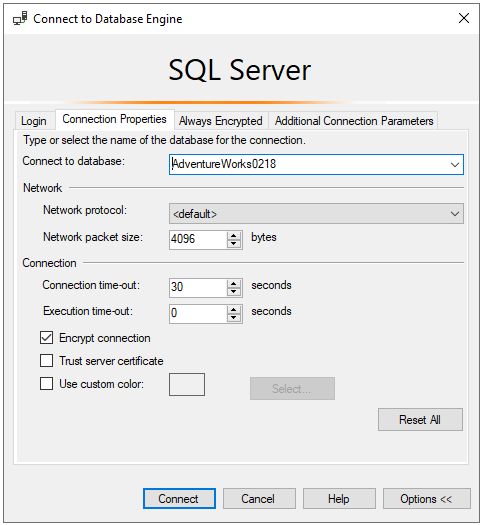 Connect to Database Engine
SQL Server
Login Connection Properties Always Encrypted Additional Connection Parameters
Type or select the name of the database for the connection.
Connect to database: AdventureWorks0218
Network
Network protocol: <default>
Network packet size: 4096 bytes
Connection
Connection time-out: 30 seconds
Execution time-out: 0 seconds
Encrypt connection
Trust server certificate
Use custom color: Select...
Reset All
Connect Cancel Help Options <<